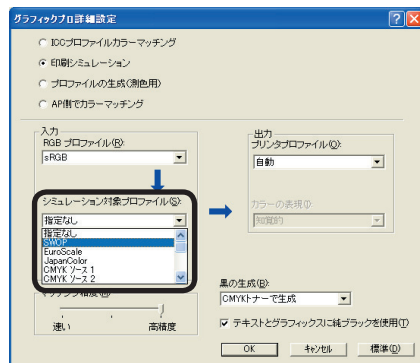 グラフィックプロ詳細設定
ICCプロファイルカラーマッチング
印刷シミュレーション
プロファイルの生成(測色用)
AP側でカラーマッチング
入力
RGB プロファイル(R):
sRGB
シミュレーション対象プロファイル(S):
指定なし
指定なし
SWOP
EuroScale
JapanColor
CMYK ソース 1
CMYK ソース 2
速い
高精度
出力
プリンタプロファイル(O):
自動
カラーの表現(I):
知覚的
黒の生成(B):
CMYKトナーで生成
テキストとグラフィックスに純ブラックを使用(T)
OK
キャンセル
標準(D)